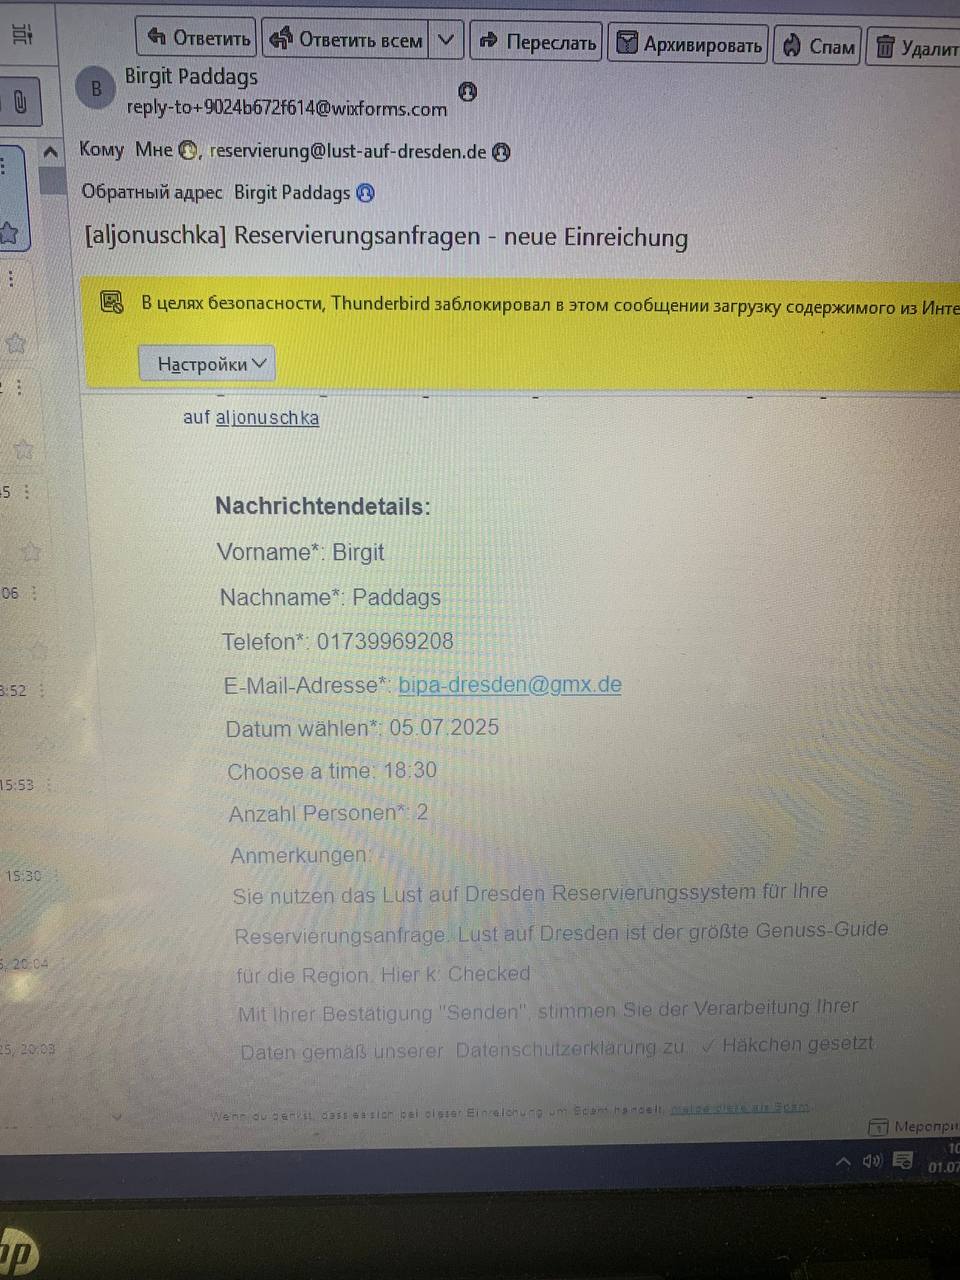 Ответить
Ответить всем
Переслать
Архивировать
Спам
Удалит
B
Birgit Paddags
reply-to+9024b672f614@wixforms.com
Кому Мне , reservierung@lust-auf-dresden.de
Обратный адрес Birgit Paddags
[aljonuschka] Reservierungsanfragen - neue Einreichung
В целях безопасности, Thunderbird заблокировал в этом сообщении загрузку содержимого из Инте
Настройки
auf aljonuschka
Nachrichtendetails:
Vorname*: Birgit
Nachname*: Paddags
Telefon*: 01739969208
E-Mail-Adresse*: bipa-dresden@gmx.de
Datum wählen*: 05.07.2025
Choose a time: 18:30
Anzahl Personen*: 2
Anmerkungen:
Sie nutzen das Lust auf Dresden Reservierungssystem für Ihre
Reservierungsanfrage. Lust auf Dresden ist der größte Genuss-Guide
für die Region. Hier k: Checked
Mit Ihrer Bestätigung "Senden", stimmen Sie der Verarbeitung Ihrer
Daten gemäß unserer Datenschutzerklärung zu. ✓ Häkchen gesetzt
Wenn du denkst, dass es sich bei dieser Einreichung um Spam handelt, melde diese als Spam.
45
06
3:52
15:53
15:30
5, 20:04
25, 20:03
Меропри
10
01.07
hp